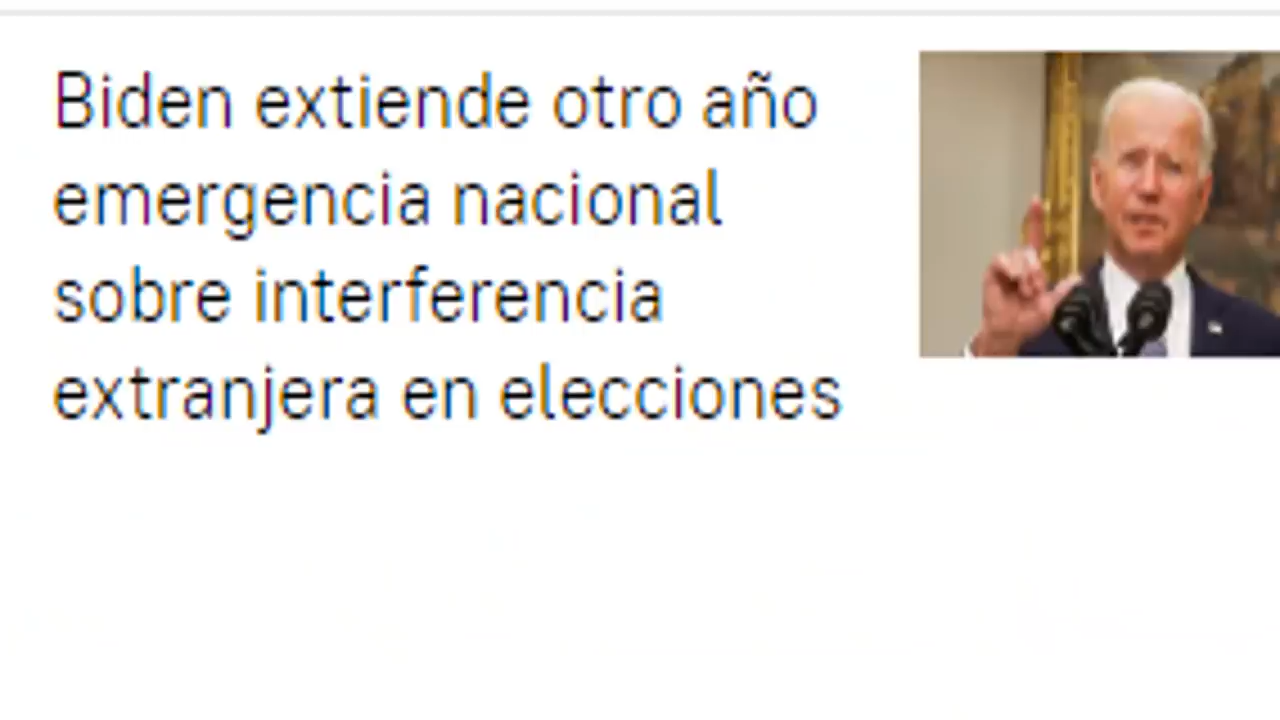 Biden extiende otro año
emergencia nacional
sobre interferencia
extranjera en elecciones